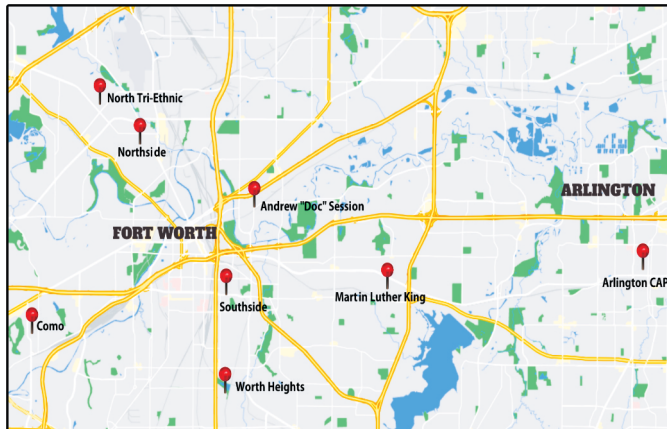 North Tri-Ethnic
Northside
ARLINGTON
Andrew "Doc" Session
FORT WORTH
Arlington CAP
Martin Luther King
Southside
Como
Worth Heights